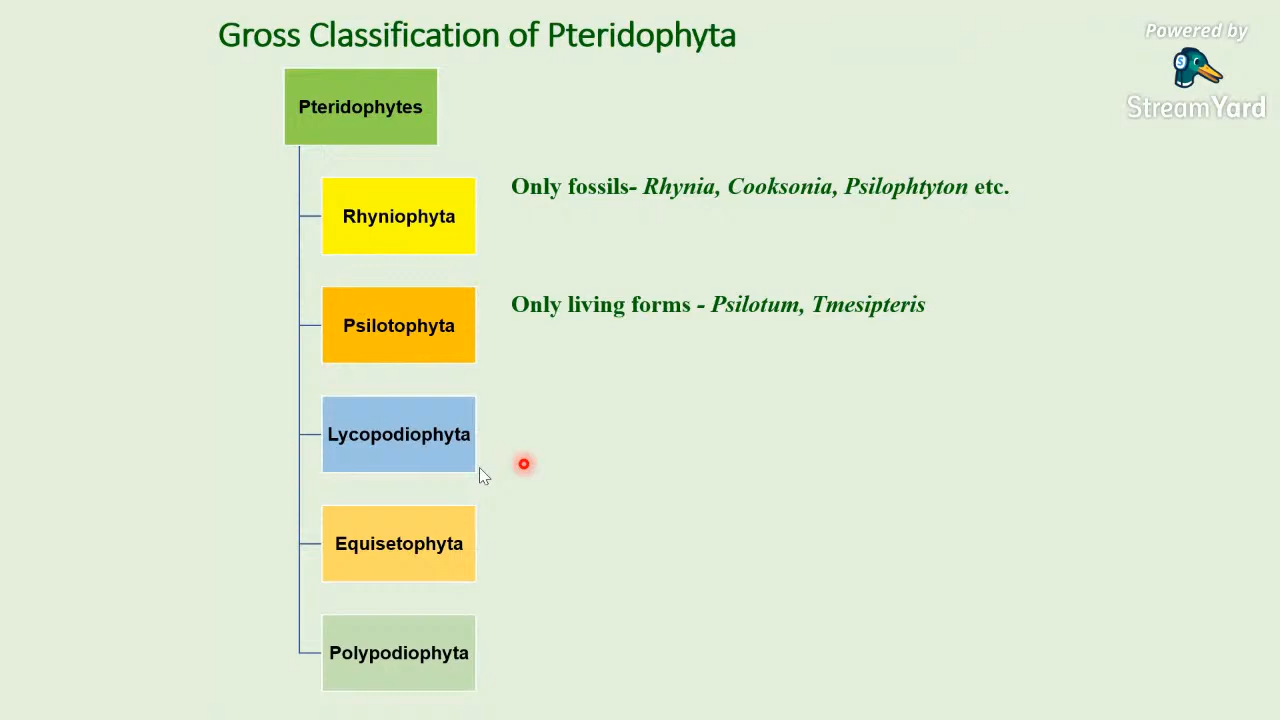 Gross Classification of Pteridophyta
Powered by
StreamYard
Pteridophytes
Only fossils- Rhynia, Cooksonia, Psilophtyton etc.
Rhyniophyta
Only living forms - Psilotum, Tmesipteris
Psilotophyta
Lycopodiophyta
Equisetophyta
Polypodiophyta